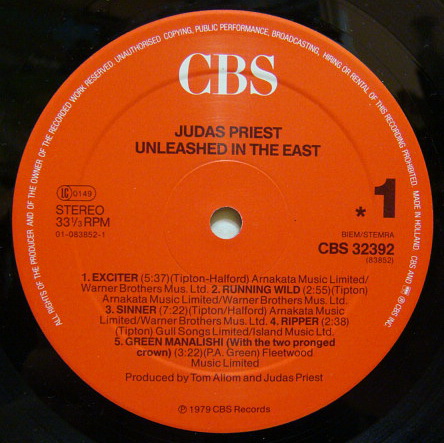 ALL RIGHTS OF THE PRODUCER AND OF THE OWNER OF THE RECORDED WORK RESERVED. UNAUTHORISED COPYING, PUBLIC PERFORMANCE, BROADCASTING, HIRING OR RENTAL OF THIS RECORDING PROHIBITED. MADE IN HOLLAND. CBS AND ℗ CBS INC.
CBS
JUDAS PRIEST
UNLEASHED IN THE EAST
LC 0149
STEREO
33⅓ RPM
01-083852-1
* 1
BIEM/STEMRA
CBS 32392
(83852)
1. EXCITER (5:37)(Tipton-Halford) Arnakata Music Limited/
Warner Brothers Mus. Ltd. 2. RUNNING WILD (2:55)(Tipton)
Arnakata Music Limited/Warner Brothers Mus. Ltd.
3. SINNER (7:22)(Tipton/Halford) Arnakata Music
Limited/Warner Brothers Mus. Ltd. 4. RIPPER (2:38)
(Tipton) Gull Songs Limited/Island Music Ltd.
5. GREEN MANALISHI (With the two pronged
crown) (3:22)(P.A. Green) Fleetwood
Music Limited
Produced by Tom Allom and Judas Priest
℗ 1979 CBS Records